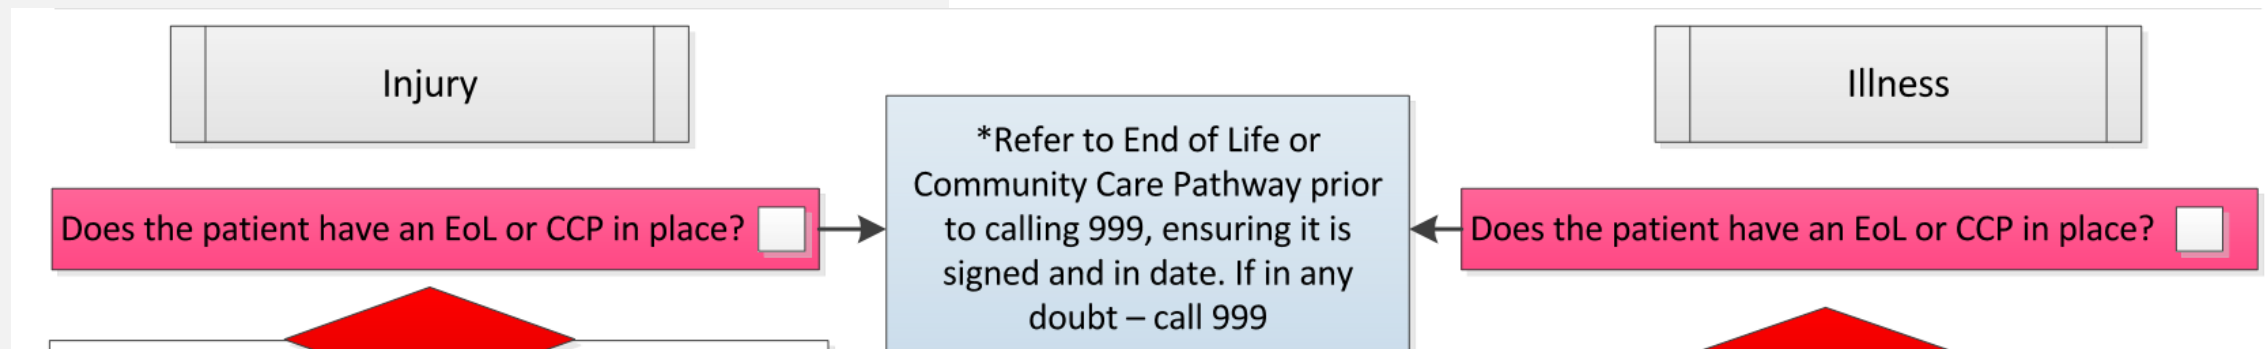 Injury
Illness
*Refer to End of Life or
Community Care Pathway prior
to calling 999, ensuring it is
signed and in date. If in any
doubt – call 999
Does the patient have an EoL or CCP in place?
Does the patient have an EoL or CCP in place?